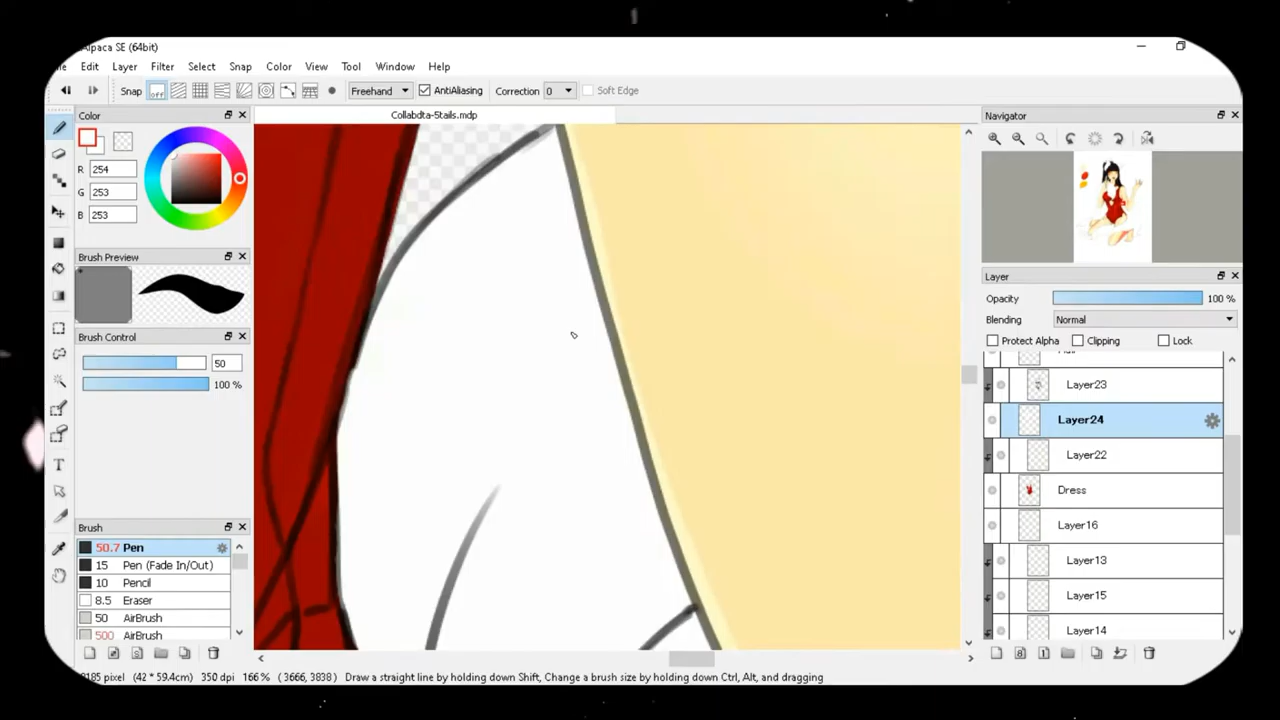 Alpaca SE (64bit)
Edit Layer Filter Select Snap Color View Tool Window Help
Snap off Freehand AntiAliasing Correction 0 Soft Edge
Color
Collabdta-5tails.mdp
Navigator
R 254
G 253
B 253
Brush Preview
Layer
Opacity 100 %
Blending Normal
Protect Alpha Clipping Lock
Brush Control
50
100 %
Layer23
Layer24
Layer22
Dress
Layer16
Layer13
Layer15
Layer14
Brush
50.7 Pen
15 Pen (Fade In/Out)
10 Pencil
8.5 Eraser
50 AirBrush
500 AirBrush
pixel (42 * 59.4cm) 350 dpi 166 % ( 3666, 3838 ) Draw a straight line by holding down Shift, Change a brush size by holding down Ctrl, Alt, and dragging